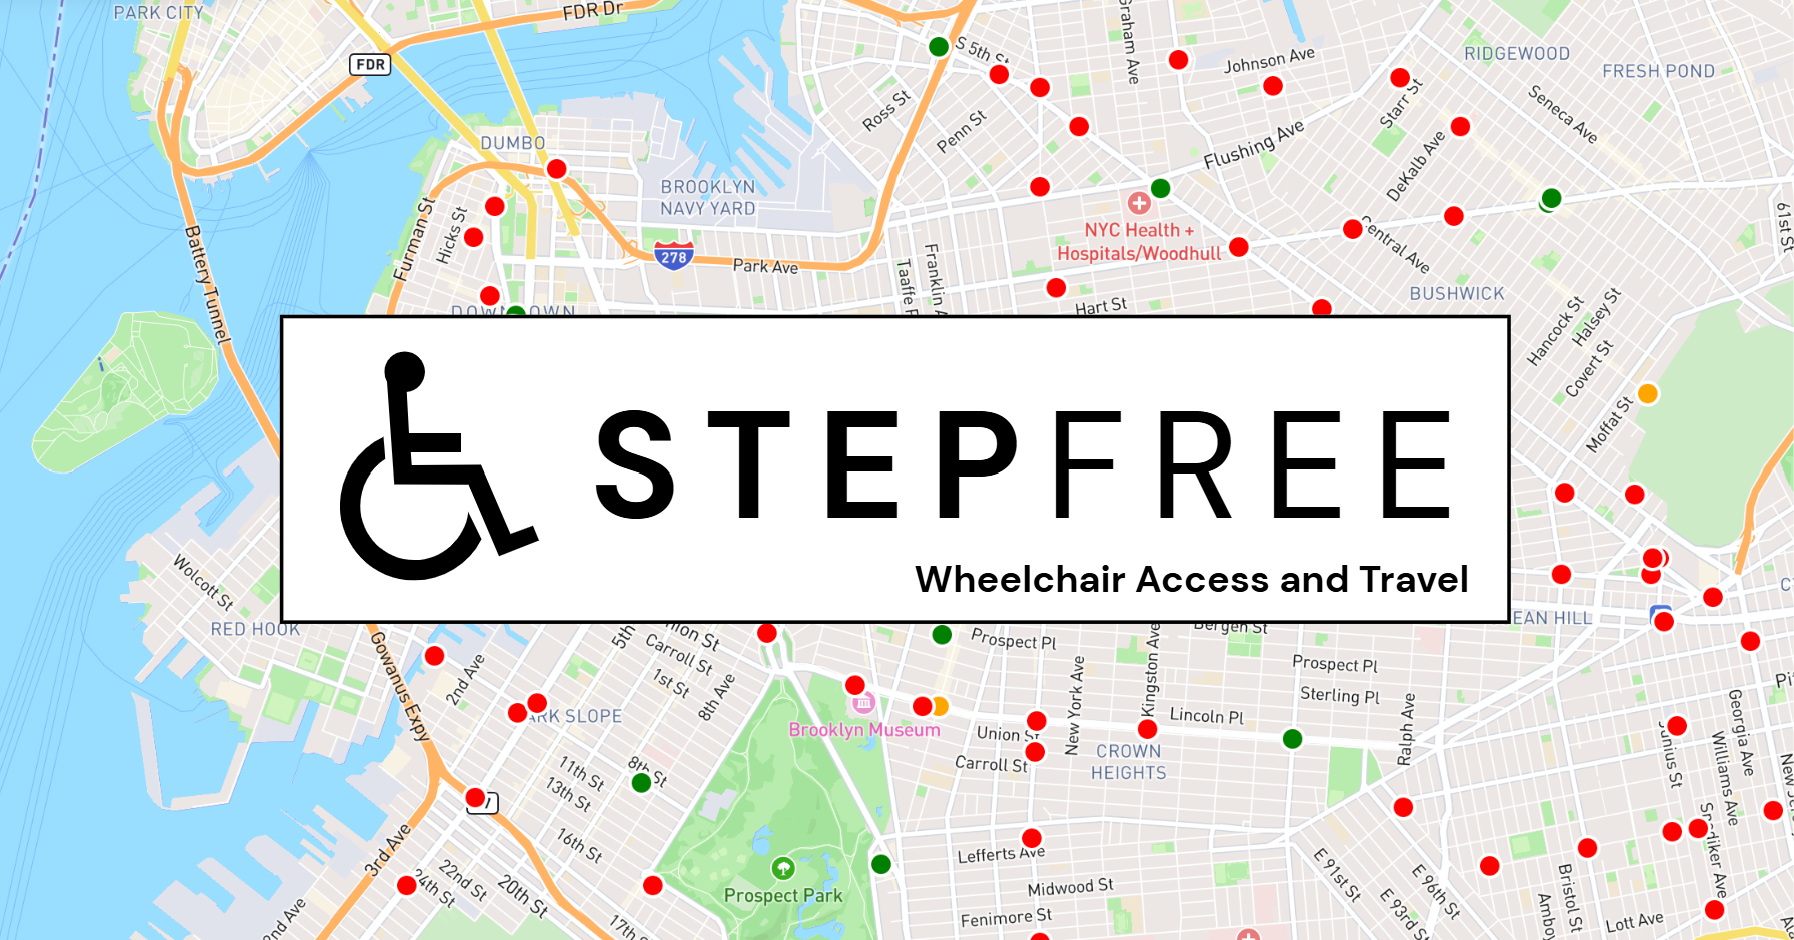 PARK CITY
FDR Dr
FDR
S 5th St
Graham Ave
Johnson Ave
RIDGEWOOD
FRESH POND
Ross St
Penn St
Starr St
Seneca Ave
Flushing Ave
DeKalb Ave
DUMBO
BROOKLYN
NAVY YARD
Hicks St
Furman St
Battery Tunnel
278
Park Ave
Taaffe
Franklin
NYC Health +
Hospitals/Woodhull
Central Ave
61st St
Hart St
BUSHWICK
Hancock St
Halsey St
Covert St
Moffat St
DOWNTOWN
STEPFREE
Wheelchair Access and Travel
Wolcott St
RED HOOK
Gowanus Expy
2nd Ave
5th
Union St
Carroll St
1st St
8th Ave
PARK SLOPE
Brooklyn Museum
Prospect Pl
Bergen St
Kingston Ave
New York Ave
Union St
Carroll St
Lincoln Pl
CROWN
HEIGHTS
Prospect Pl
Sterling Pl
Ralph Ave
EAN HILL
Georgia Ave
Junius St
Williams Ave
Snediker Ave
11th St
13th St
8th St
16th St
3rd Ave
22nd St
24th St
20th St
17th
2nd Ave
Prospect Park
Lefferts Ave
Midwood St
Fenimore St
E 91st St
E 93rd St
E 96th St
Bristol St
Lott Ave